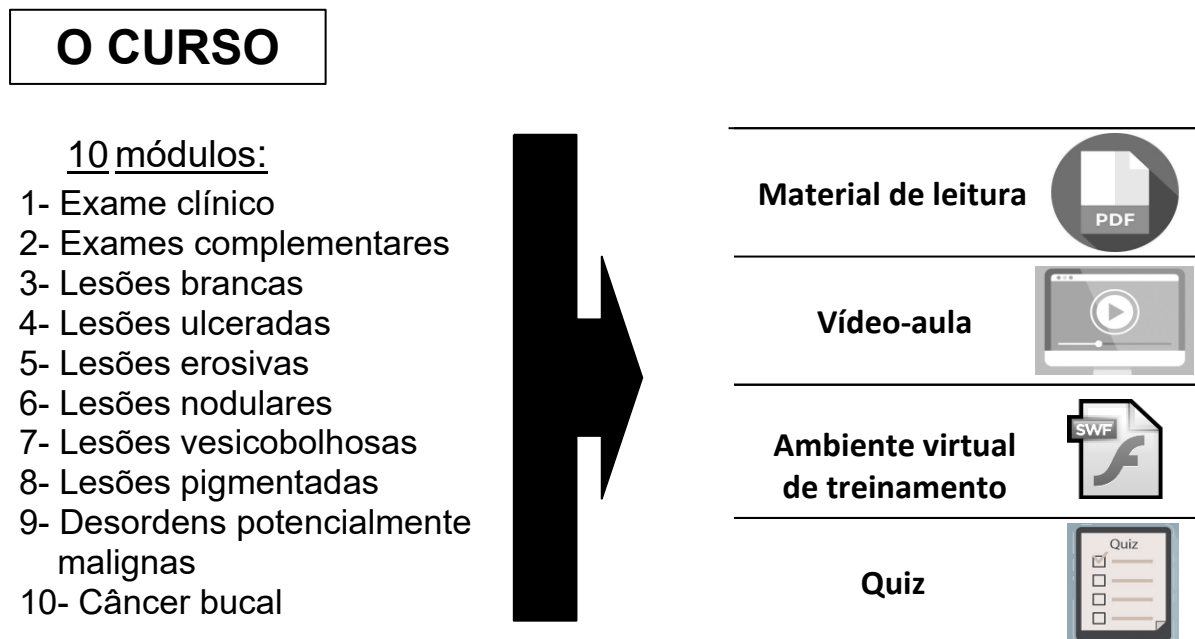 O CURSO
10 módulos:
1- Exame clínico
2- Exames complementares
3- Lesões brancas
4- Lesões ulceradas
5- Lesões erosivas
6- Lesões nodulares
7- Lesões vesicobolhosas
8- Lesões pigmentadas
9- Desordens potencialmente
malignas
10- Câncer bucal
Material de leitura
PDF
Vídeo-aula
Ambiente virtual
de treinamento
SWF
Quiz
Quiz